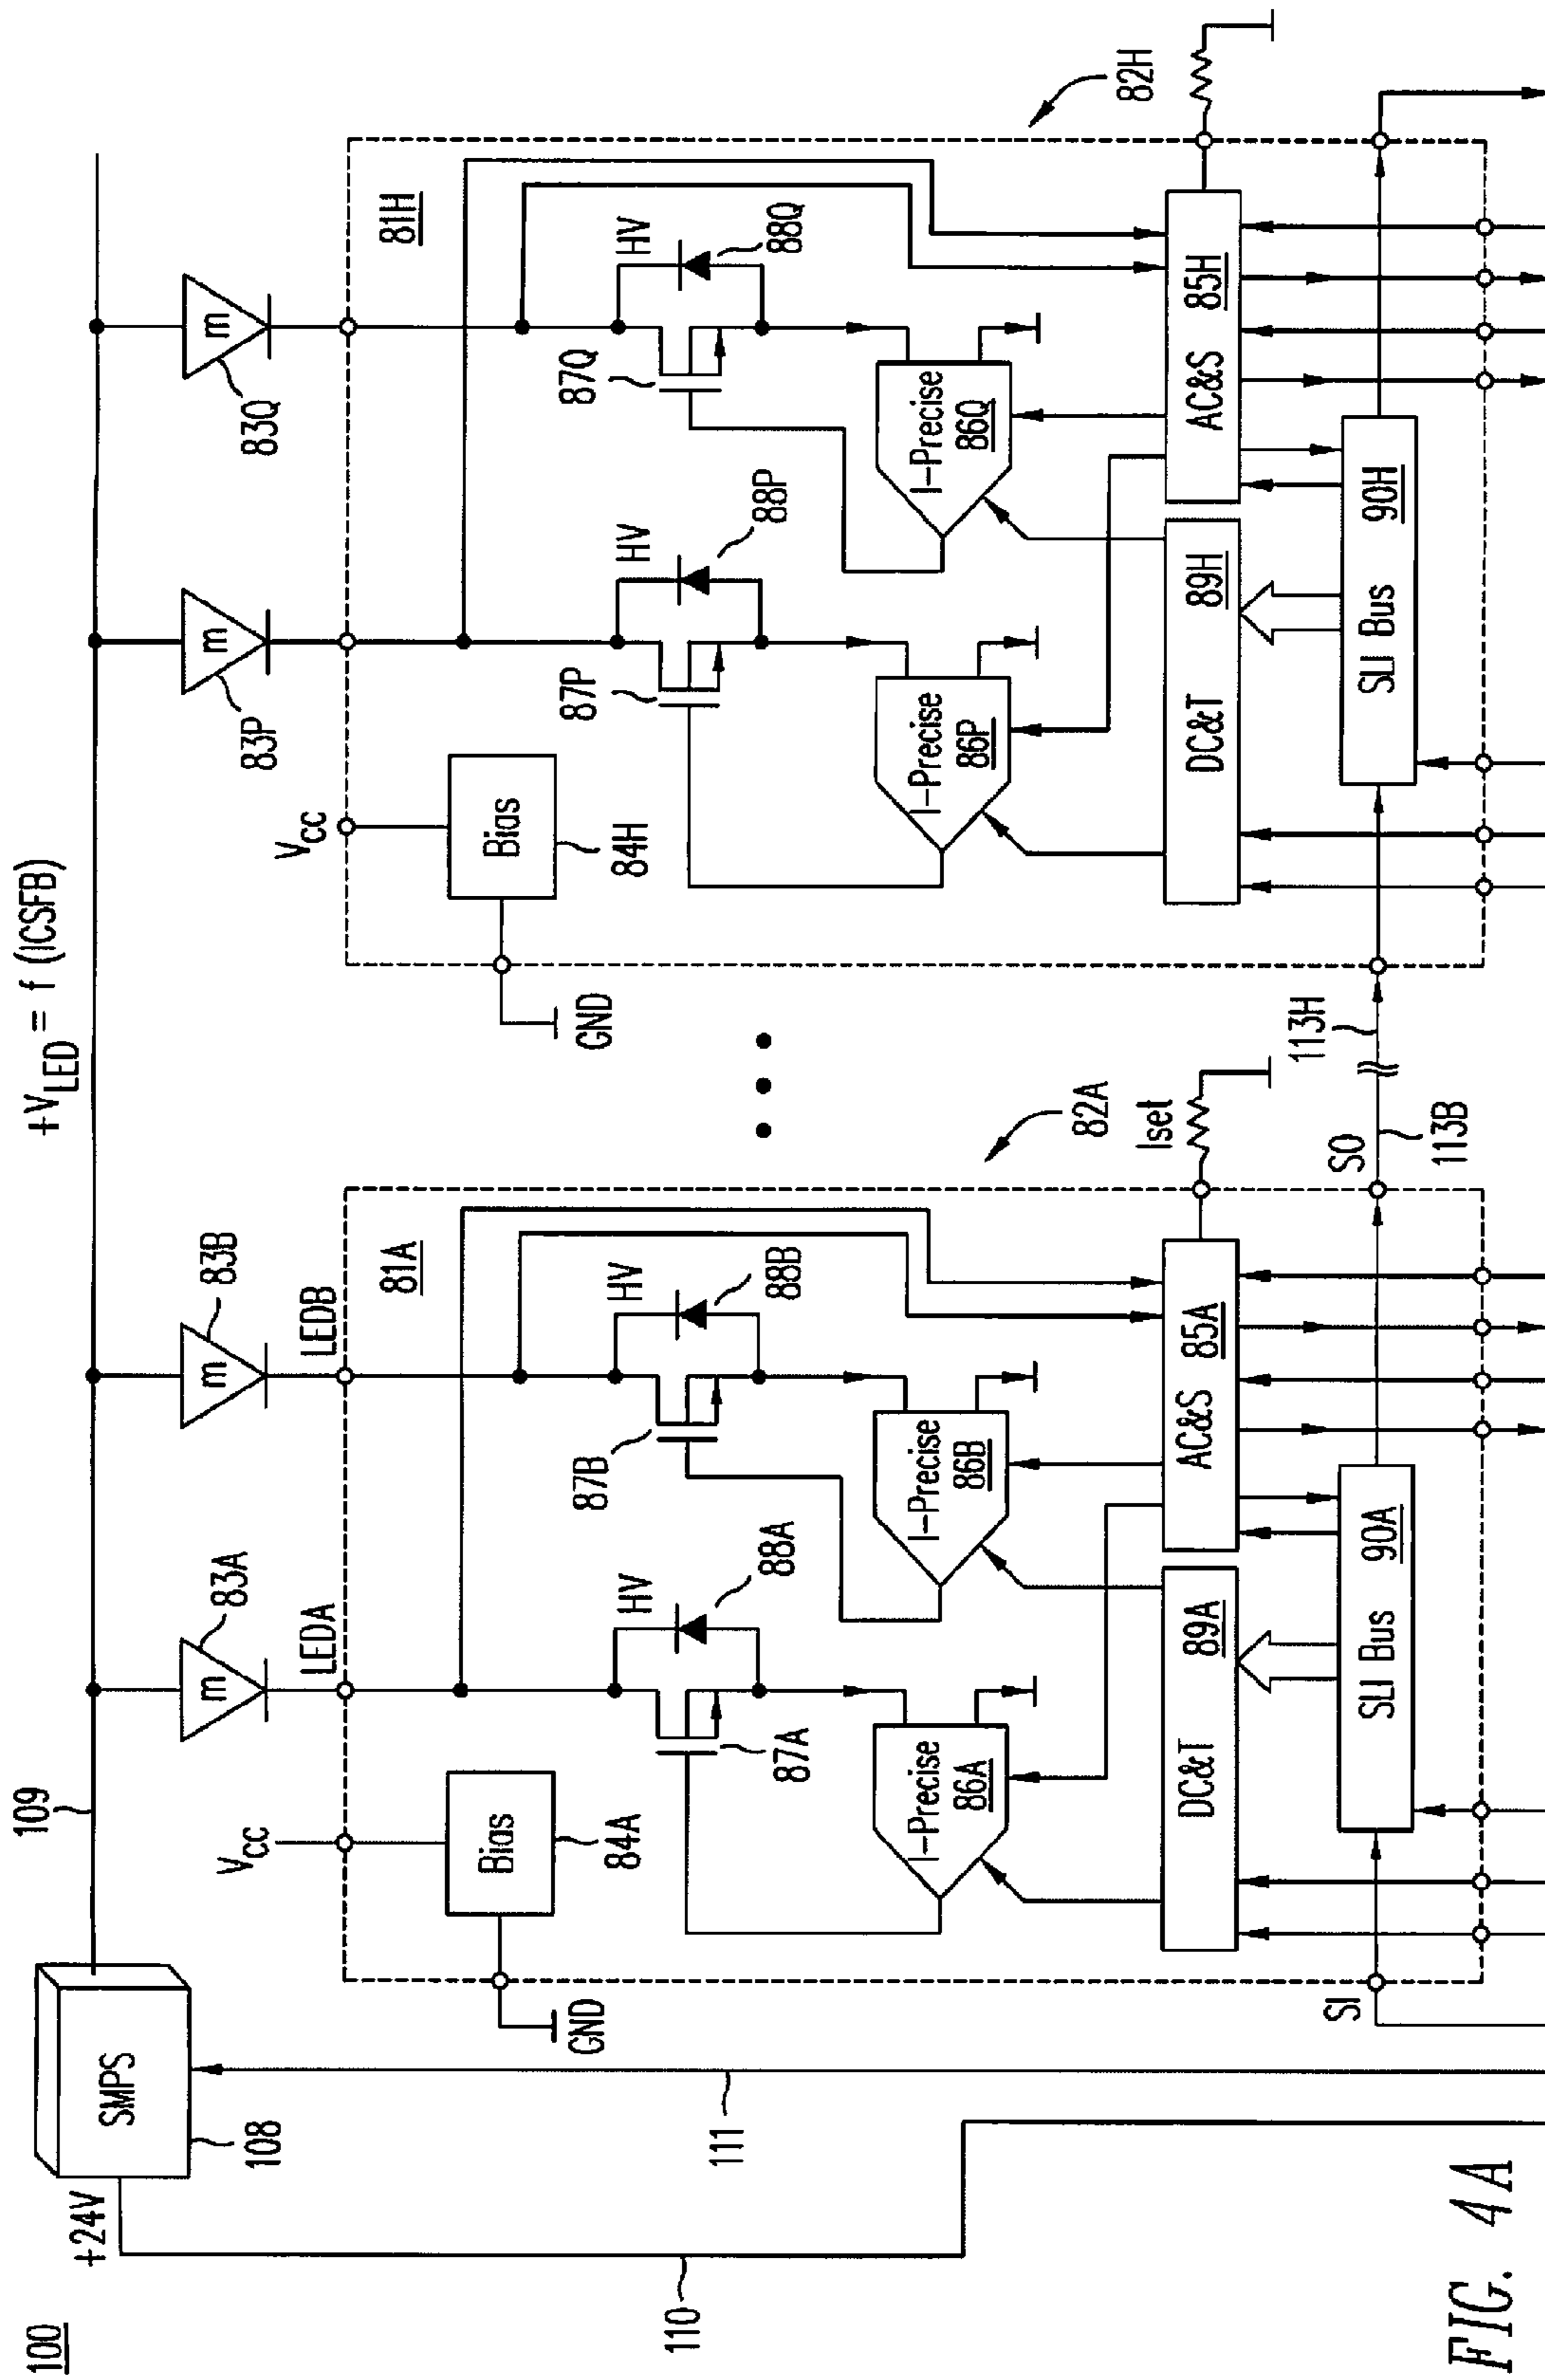 100
+24V
SMPS
108
109
+V_LED = f (ICSFB)
110
111
83A
m
83B
m
83P
m
83Q
m
V_CC
LEDA
LEDB
V_CC
GND
Bias
84A
81A
GND
Bias
84H
81H
87A
HV
88A
87B
HV
88B
87P
HV
88P
87Q
HV
88Q
I-Precise
86A
I-Precise
86B
I-Precise
86P
I-Precise
86Q
82A
Iset
82H
DC&T
89A
AC&S
85A
DC&T
89H
AC&S
85H
SI
SLI Bus
90A
SO
113B
113H
SLI Bus
90H
FIG. 4A